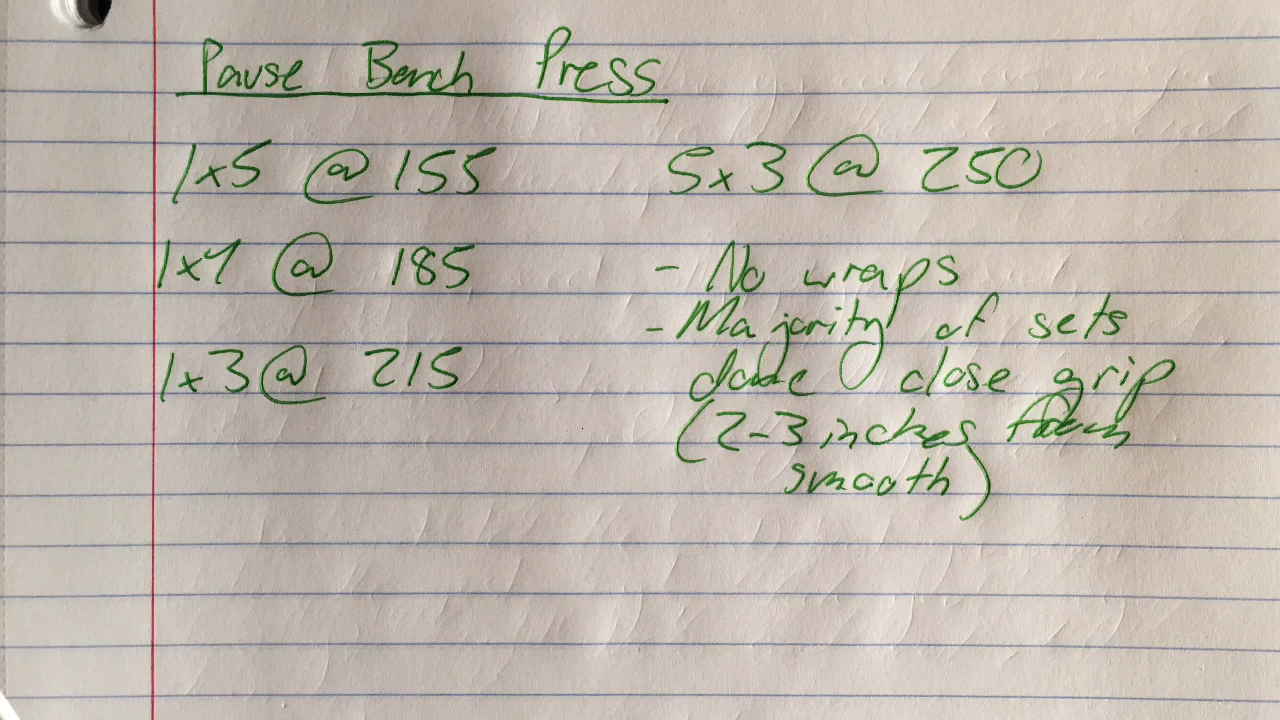 Pause Bench Press
1x5 @ 155
1x4 @ 185
1x3 @ 215
5x3 @ 250
- No wraps
- Majority of sets
done close grip
(2-3 inches from
smooth)